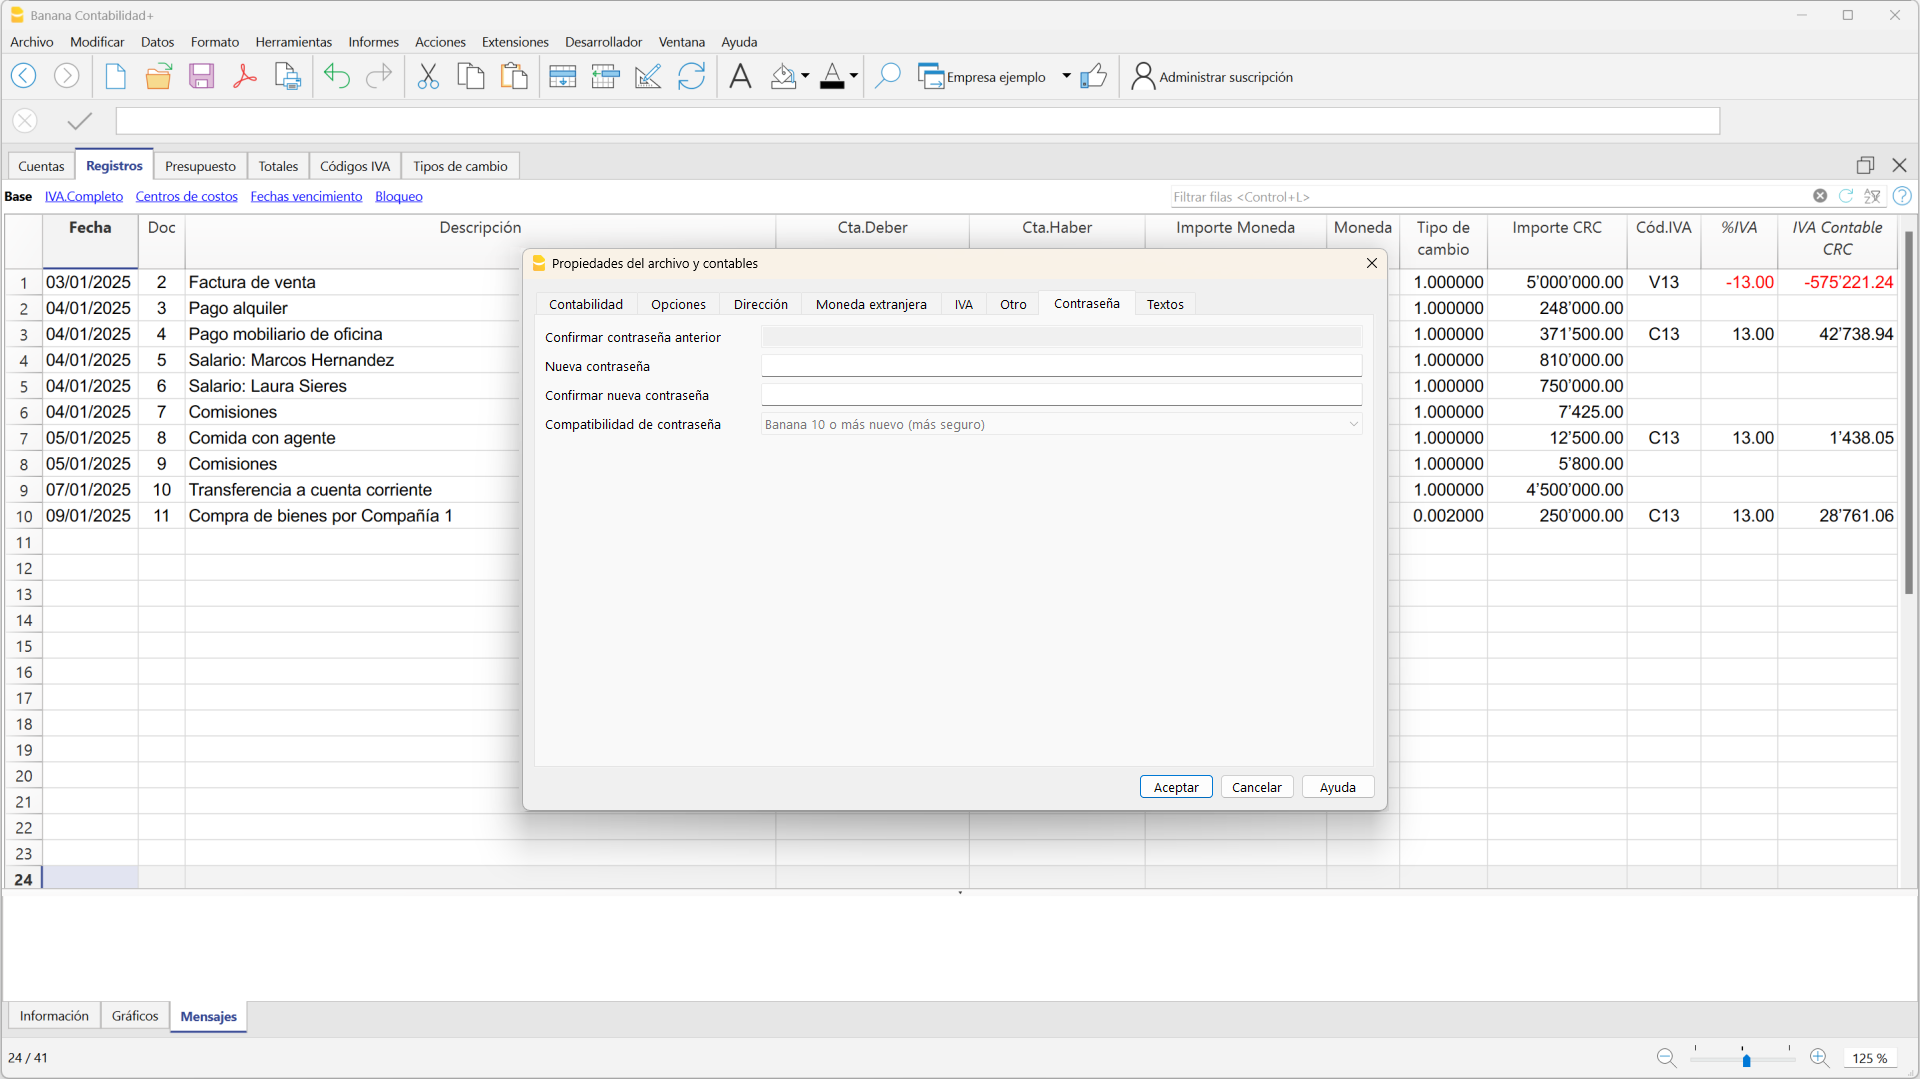 Banana Contabilidad+
Archivo Modificar Datos Formato Herramientas Informes Acciones Extensiones Desarrollador Ventana Ayuda
Empresa ejemplo Administrar suscripción
Cuentas Registros Presupuesto Totales Códigos IVA Tipos de cambio
Base IVA.Completo Centros de costos Fechas vencimiento Bloqueo Filtrar filas <Control+L>
Fecha Doc Descripción Cta.Deber Cta.Haber Importe Moneda Moneda Tipo de cambio Importe CRC Cód.IVA %IVA IVA Contable CRC
1 03/01/2025 2 Factura de venta 1.000000 5'000'000.00 V13 -13.00 -575'221.24
2 04/01/2025 3 Pago alquiler 1.000000 248'000.00
3 04/01/2025 4 Pago mobiliario de oficina 1.000000 371'500.00 C13 13.00 42'738.94
4 04/01/2025 5 Salario: Marcos Hernandez 1.000000 810'000.00
5 04/01/2025 6 Salario: Laura Sieres 1.000000 750'000.00
6 04/01/2025 7 Comisiones 1.000000 7'425.00
7 05/01/2025 8 Comida con agente 1.000000 12'500.00 C13 13.00 1'438.05
8 05/01/2025 9 Comisiones 1.000000 5'800.00
9 07/01/2025 10 Transferencia a cuenta corriente 1.000000 4'500'000.00
10 09/01/2025 11 Compra de bienes por Compañía 1 0.002000 250'000.00 C13 13.00 28'761.06
11
12
13
14
15
16
17
18
19
20
21
22
23
24
Propiedades del archivo y contables
Contabilidad Opciones Dirección Moneda extranjera IVA Otro Contraseña Textos
Confirmar contraseña anterior
Nueva contraseña
Confirmar nueva contraseña
Compatibilidad de contraseña Banana 10 o más nuevo (más seguro)
Aceptar Cancelar Ayuda
Información Gráficos Mensajes
24 / 41 125 %